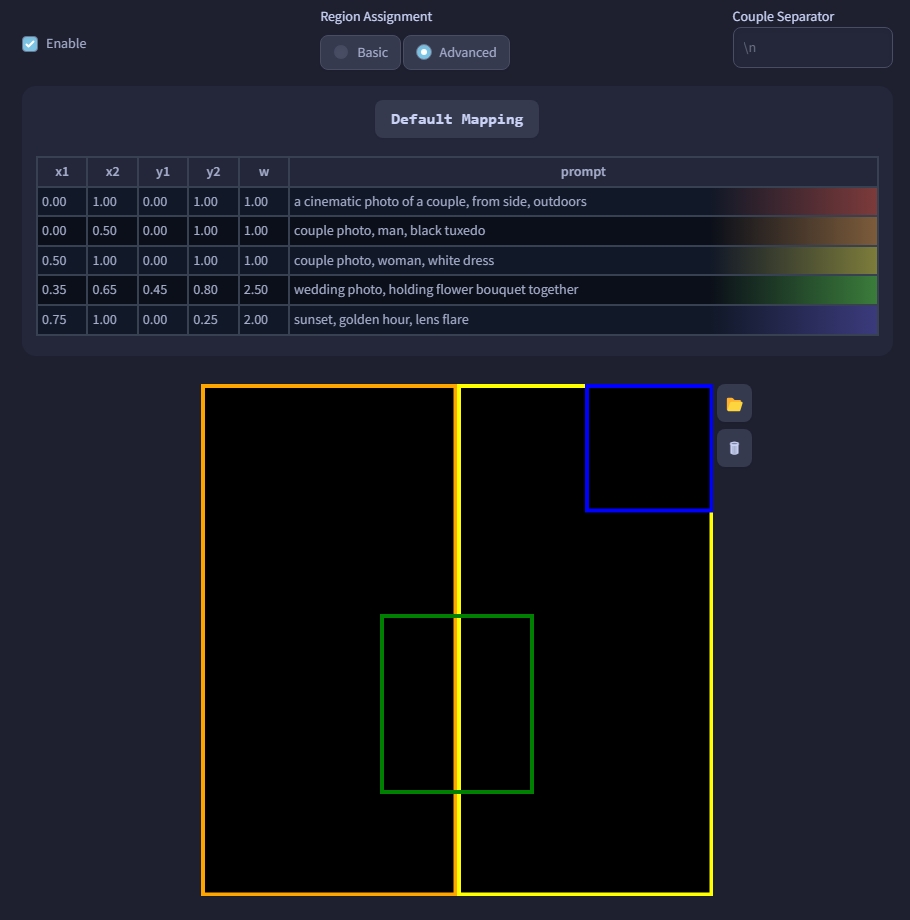 Region Assignment
Couple Separator
Enable
Basic
Advanced
\n
Default Mapping
x1 x2 y1 y2 w prompt
0.00 1.00 0.00 1.00 1.00 a cinematic photo of a couple, from side, outdoors
0.00 0.50 0.00 1.00 1.00 couple photo, man, black tuxedo
0.50 1.00 0.00 1.00 1.00 couple photo, woman, white dress
0.35 0.65 0.45 0.80 2.50 wedding photo, holding flower bouquet together
0.75 1.00 0.00 0.25 2.00 sunset, golden hour, lens flare